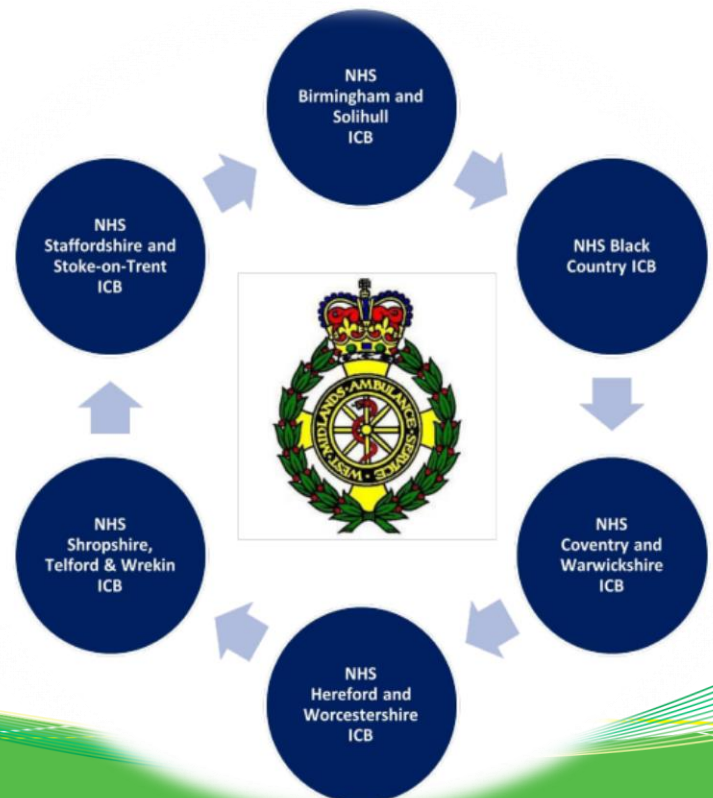 NHS
Birmingham and
Solihull
ICB
NHS Black
Country ICB
NHS
Coventry and
Warwickshire
ICB
NHS
Hereford and
Worcestershire
ICB
NHS
Shropshire,
Telford & Wrekin
ICB
NHS
Staffordshire and
Stoke-on-Trent
ICB
WEST·MIDLANDS·AMBULANCE·SERVICE·